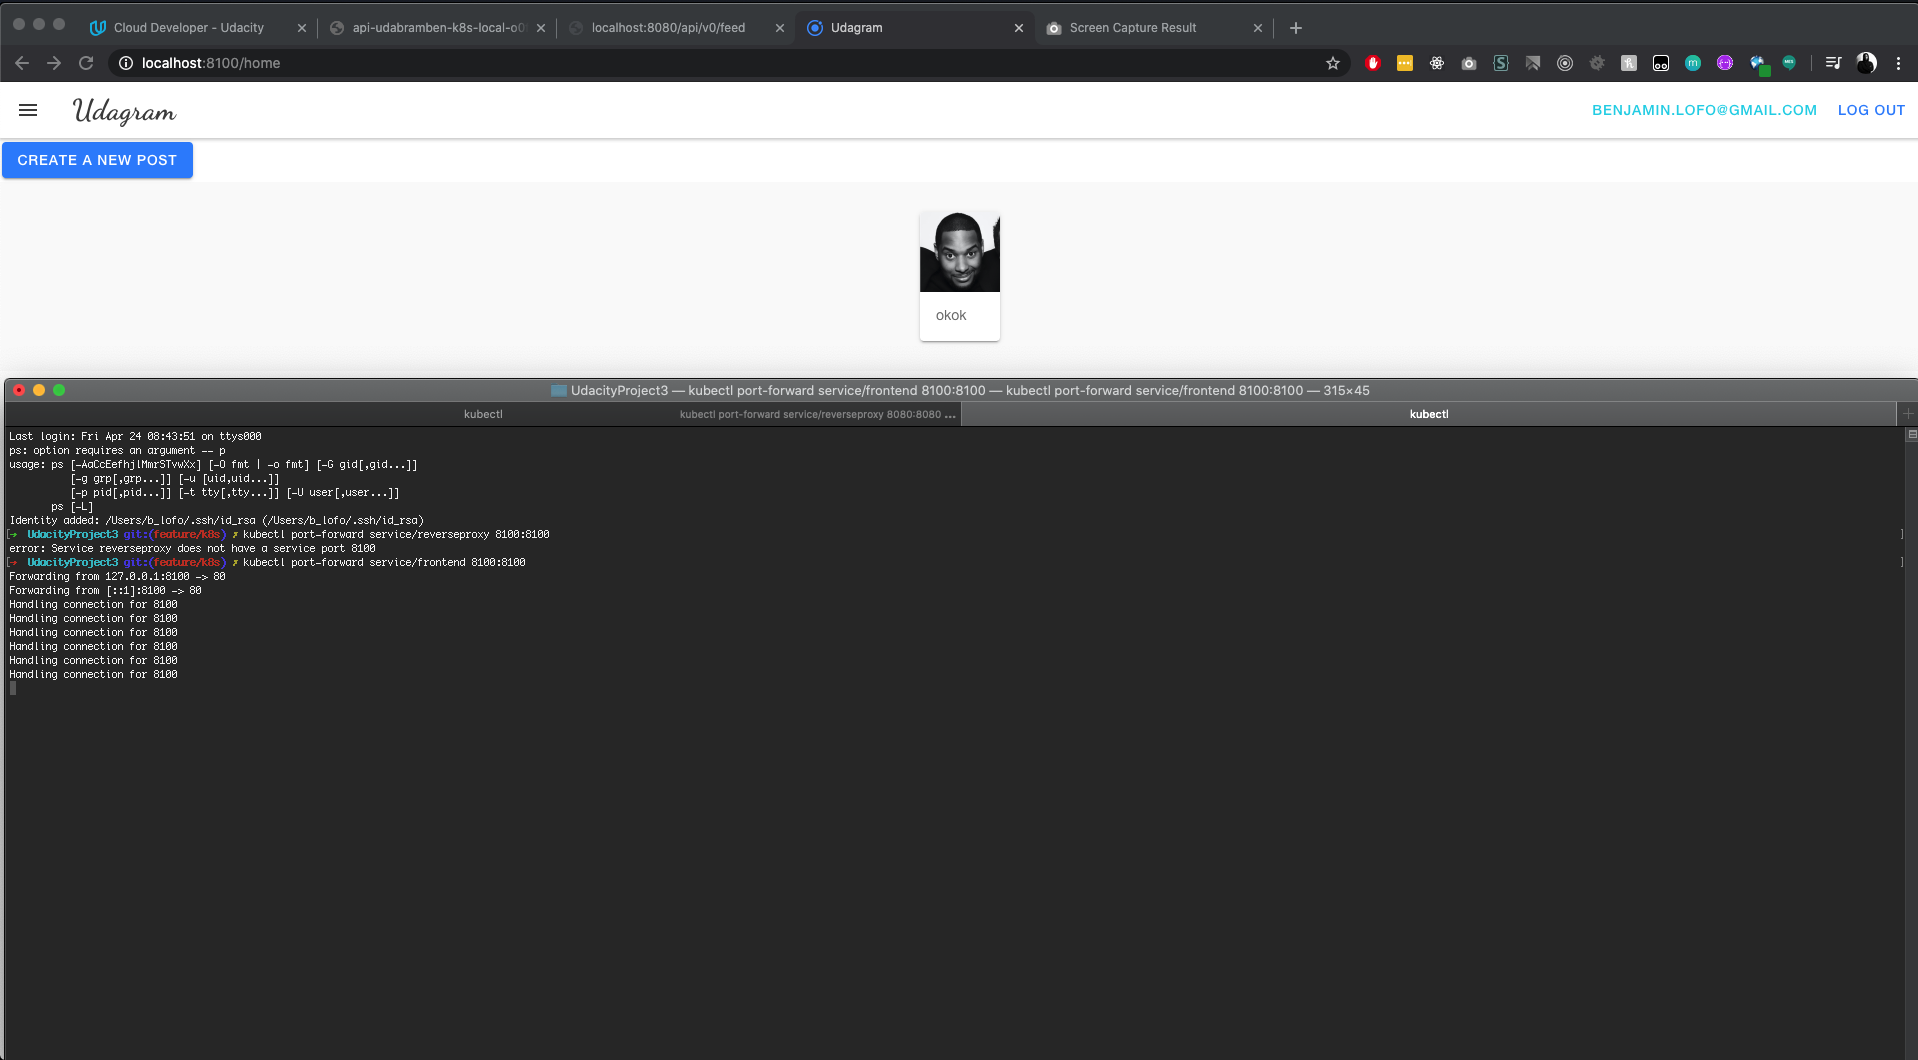 Cloud Developer - Udacity
api-udabramben-k8s-local-o0
localhost:8080/api/v0/feed
Udagram
Screen Capture Result
localhost:8100/home
Udagram
BENJAMIN.LOFO@GMAIL.COM
LOG OUT
CREATE A NEW POST
okok
UdacityProject3 — kubectl port-forward service/frontend 8100:8100 — kubectl port-forward service/frontend 8100:8100 — 315×45
kubectl
kubectl port-forward service/reverseproxy 8080:8080 ...
kubectl
Last login: Fri Apr 24 08:43:51 on ttys000
ps: option requires an argument -- p
usage: ps [-AaCcEefhjlMmrSTvwXx] [-O fmt | -o fmt] [-G gid[,gid...]]
[-g grp[,grp...]] [-u [uid,uid...]]
[-p pid[,pid...]] [-t tty[,tty...]] [-U user[,user...]]
ps [-L]
Identity added: /Users/b_lofo/.ssh/id_rsa (/Users/b_lofo/.ssh/id_rsa)
[➜ UdacityProject3 git:(feature/k8s) ✗ kubectl port-forward service/reverseproxy 8100:8100 ]
error: Service reverseproxy does not have a service port 8100
[➜ UdacityProject3 git:(feature/k8s) ✗ kubectl port-forward service/frontend 8100:8100 ]
Forwarding from 127.0.0.1:8100 -> 80
Forwarding from [::1]:8100 -> 80
Handling connection for 8100
Handling connection for 8100
Handling connection for 8100
Handling connection for 8100
Handling connection for 8100
Handling connection for 8100